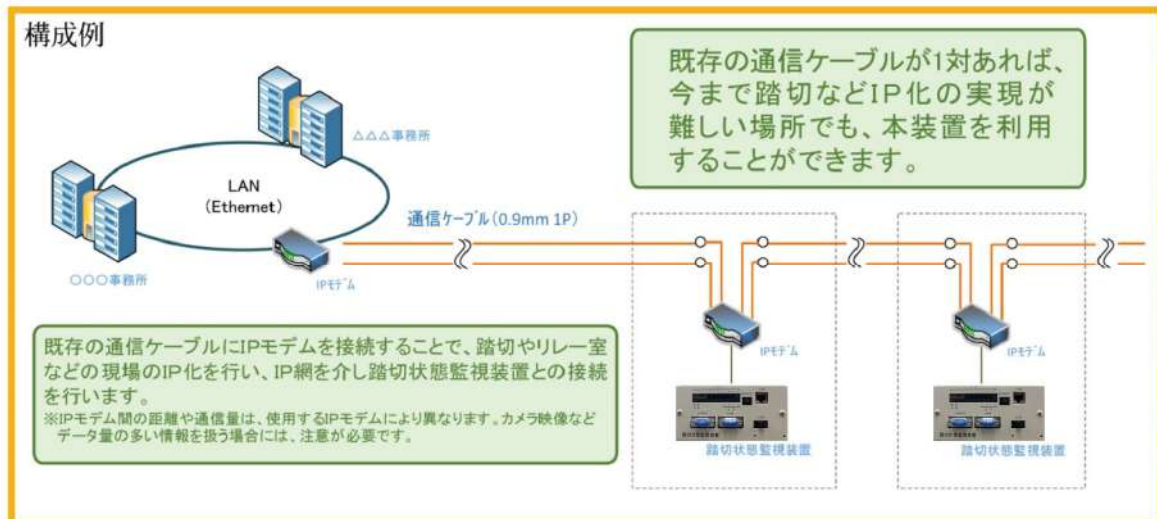 構成例
既存の通信ケーブルが1対あれば、
今まで踏切などIP化の実現が
難しい場所でも、本装置を利用
することができます。
△△△事務所
LAN
(Ethernet)
通信ケーブル(0.9mm 1P)
○○○事務所
IPモデム
IPモデム
IPモデム
既存の通信ケーブルにIPモデムを接続することで、踏切やリレー室
などの現場のIP化を行い、IP網を介し踏切状態監視装置との接続
を行います。
※IPモデム間の距離や通信量は、使用するIPモデムにより異なります。カメラ映像など
データ量の多い情報を扱う場合には、注意が必要です。
踏切状態監視装置
踏切状態監視装置